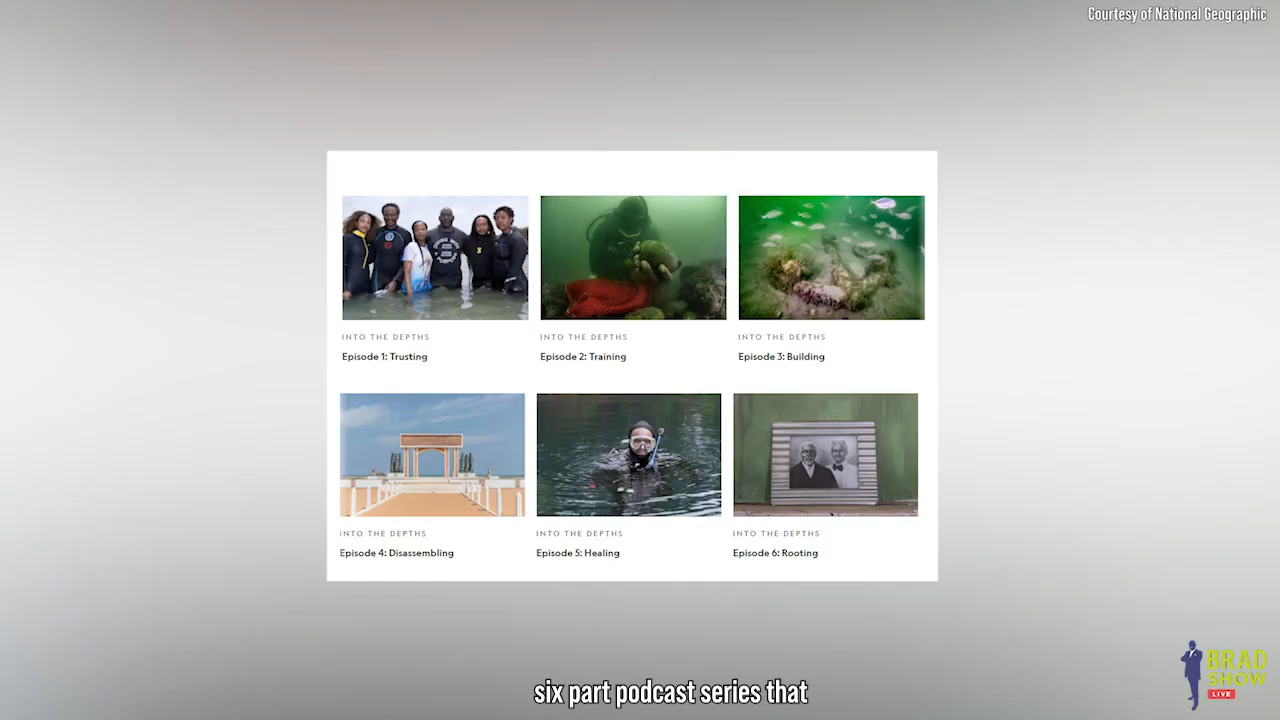 Courtesy of National Geographic
INTO THE DEPTHS
Episode 1: Trusting
INTO THE DEPTHS
Episode 2: Training
INTO THE DEPTHS
Episode 3: Building
INTO THE DEPTHS
Episode 4: Disassembling
INTO THE DEPTHS
Episode 5: Healing
INTO THE DEPTHS
Episode 6: Rooting
six part podcast series that
BRAD
SHOW
LIVE